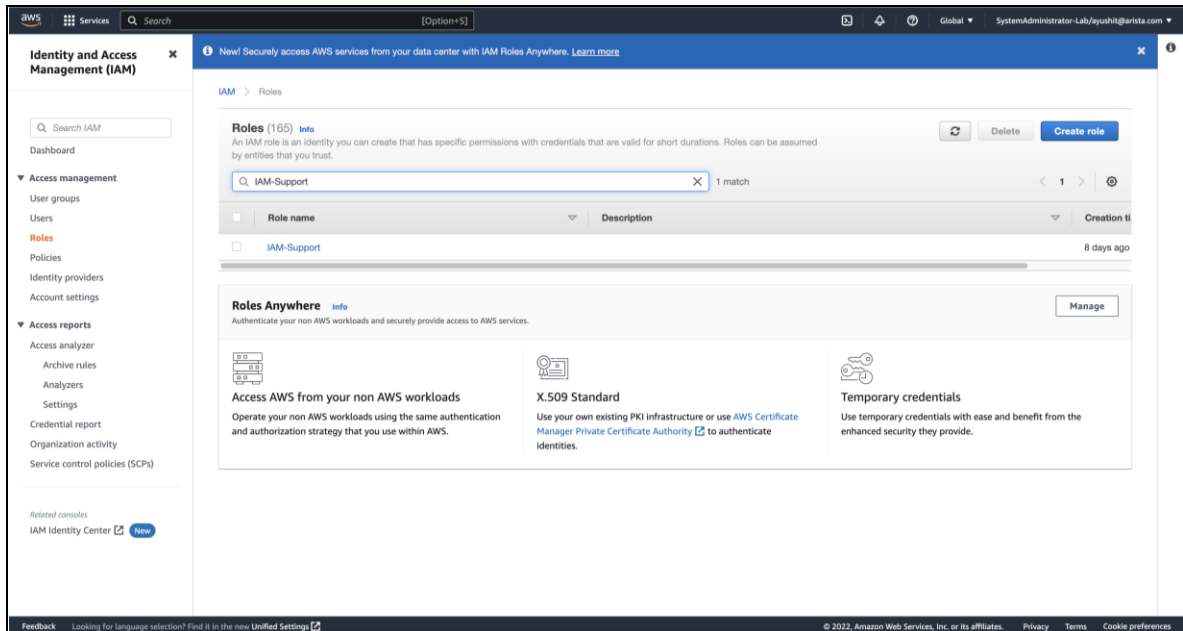 aws Services Search [Option+S] Global SystemAdministrator-Lab/ayushit@arista.com
Identity and Access
Management (IAM)
Search IAM
Dashboard
Access management
User groups
Users
Roles
Policies
Identity providers
Account settings
Access reports
Access analyzer
Archive rules
Analyzers
Settings
Credential report
Organization activity
Service control policies (SCPs)
Related consoles
IAM Identity Center New
New! Securely access AWS services from your data center with IAM Roles Anywhere. Learn more
IAM > Roles
Roles (165) Info
An IAM role is an identity you can create that has specific permissions with credentials that are valid for short durations. Roles can be assumed
by entities that you trust.
Delete Create role
IAM-Support 1 match 1
Role name Description Creation ti
IAM-Support 8 days ago
Roles Anywhere Info
Authenticate your non AWS workloads and securely provide access to AWS services.
Manage
Access AWS from your non AWS workloads
Operate your non AWS workloads using the same authentication
and authorization strategy that you use within AWS.
X.509 Standard
Use your own existing PKI infrastructure or use AWS Certificate
Manager Private Certificate Authority to authenticate
identities.
Temporary credentials
Use temporary credentials with ease and benefit from the
enhanced security they provide.
Feedback Looking for language selection? Find it in the new Unified Settings © 2022, Amazon Web Services, Inc. or its affiliates. Privacy Terms Cookie preferences